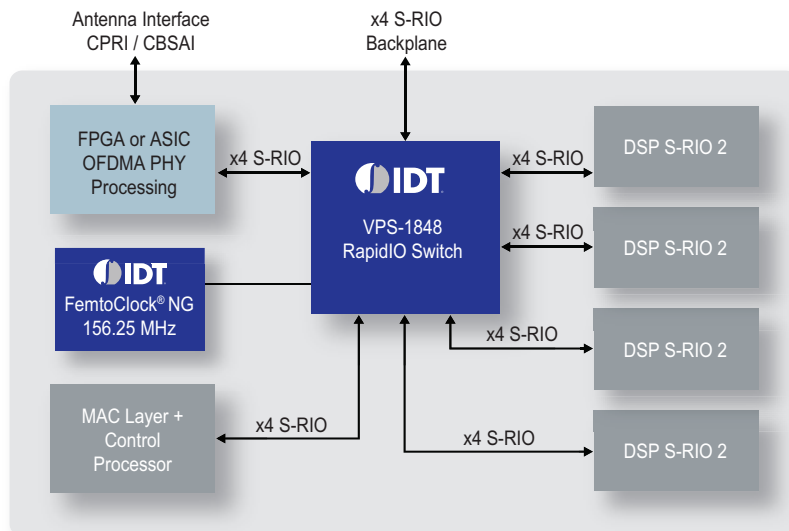 Antenna Interface
CPRI / CBSAI
x4 S-RIO
Backplane
FPGA or ASIC
OFDMA PHY
Processing
x4 S-RIO
IDT
VPS-1848
RapidIO Switch
x4 S-RIO
DSP S-RIO 2
x4 S-RIO
DSP S-RIO 2
IDT
FemtoClock® NG
156.25 MHz
x4 S-RIO
DSP S-RIO 2
MAC Layer +
Control
Processor
x4 S-RIO
x4 S-RIO
DSP S-RIO 2